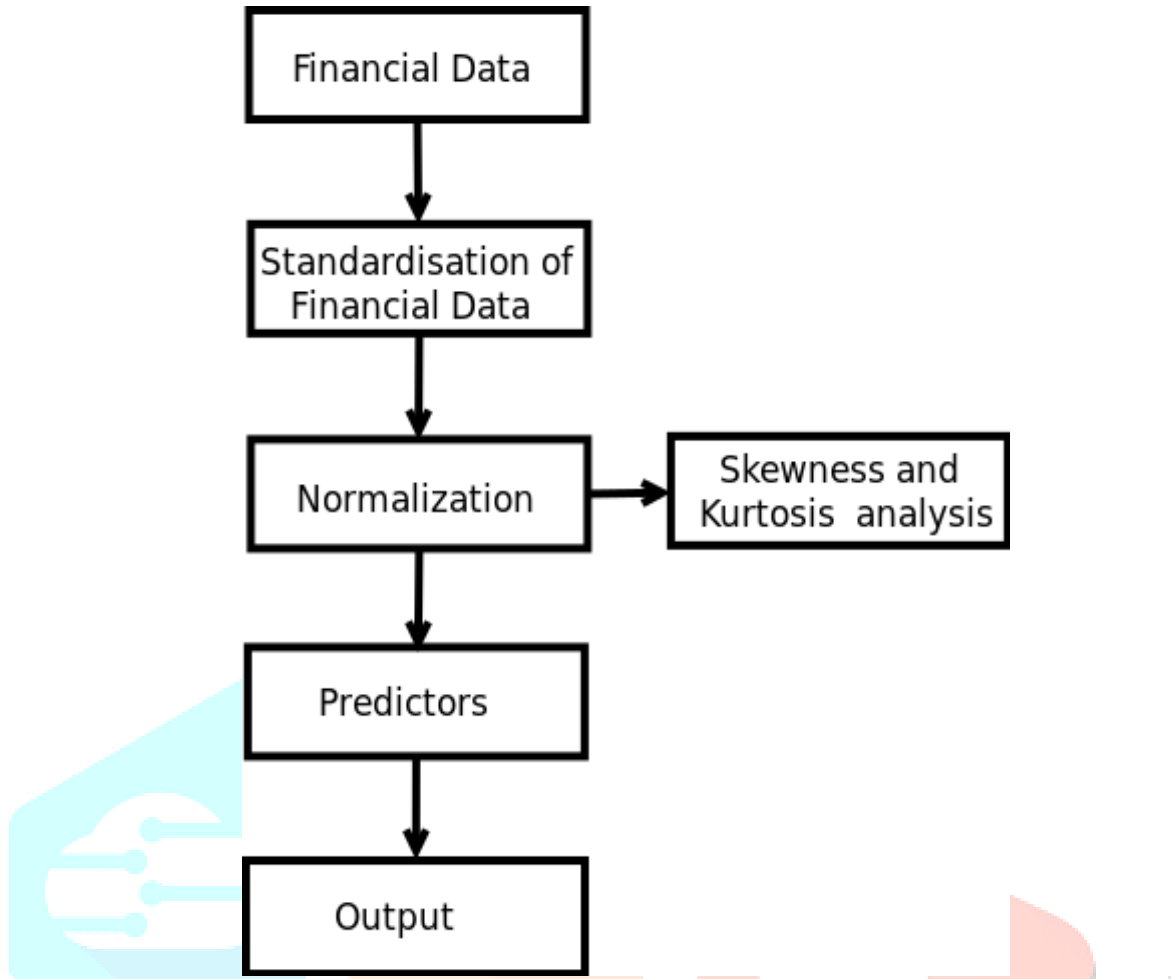 Financial Data
Standardisation of
Financial Data
Normalization
Skewness and
Kurtosis analysis
Predictors
Output